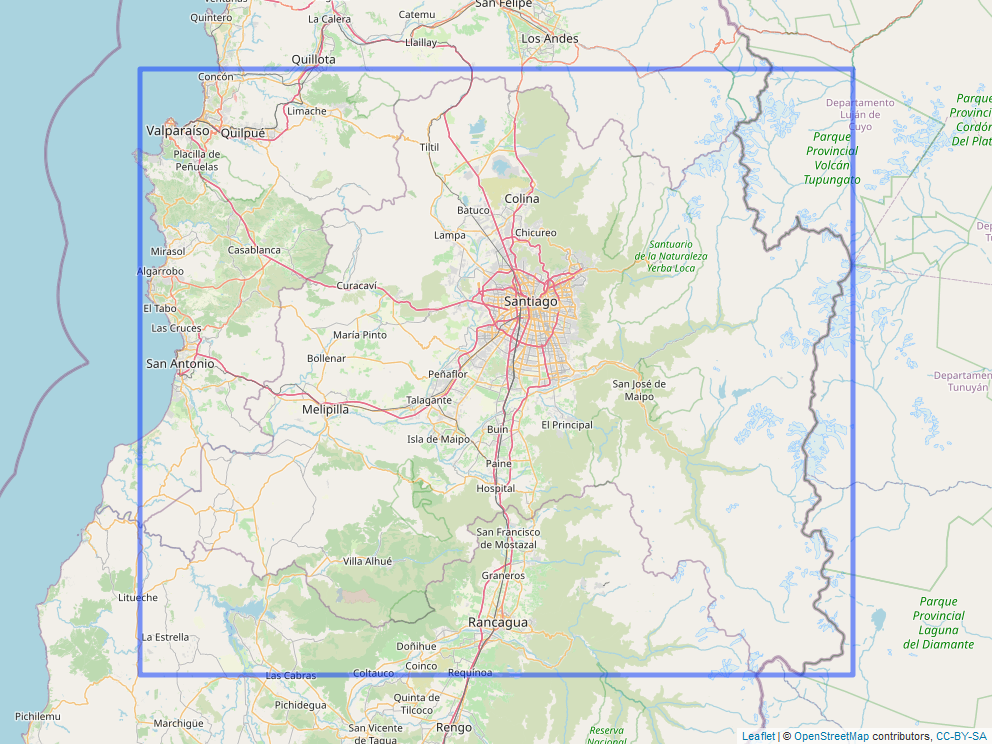 Ventanas
Quintero
La Calera
Catemu
San Felipe
Llaillay
Los Andes
Quillota
Concón
Limache
Valparaíso
Quilpué
Placilla de
Peñuelas
Tiltil
Departamento
Luján de
Cuyo
Parque
Provincial
Volcán
Tupungato
Parque
Provincial
Cordón
Del Plata
Colina
Batuco
Lampa
Chicureo
Mirasol
Casablanca
Algarrobo
Santuario
de la Naturaleza
Yerba Loca
El Tabo
Curacaví
Santiago
Las Cruces
María Pinto
San Antonio
Bollenar
Peñaflor
Talagante
San José de
Maipo
Departamento
Tunuyán
Melipilla
Isla de Maipo
Buin
El Principal
Paine
Hospital
San Francisco
de Mostazal
Villa Alhué
Graneros
Litueche
Rancagua
La Estrella
Doñihue
Coinco
Las Cabras
Coltauco
Requinoa
Parque
Provincial
Laguna
del Diamante
Pichilemu
Marchigüe
Pichidegua
Quinta de
Tilcoco
San Vicente
de Tagua
Rengo
Reserva
Nacional
Leaflet | © OpenStreetMap contributors, CC-BY-SA